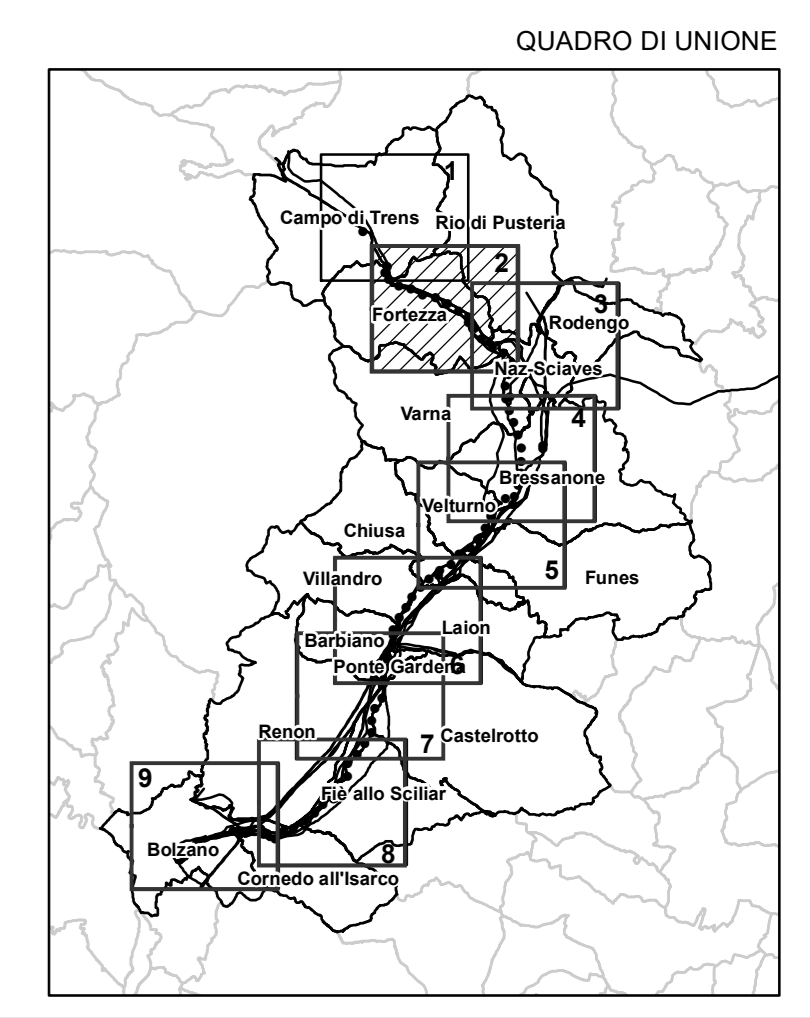 QUADRO DI UNIONE
1
Campo di Trens
Rio di Pusteria
2
3
Fortezza
Rodengo
Naz-Sciaves
Varna
4
Bressanone
Velturno
Chiusa
5
Villandro
Funes
Laion
Barbiano
Ponte Gardena
6
Renon
7
Castelrotto
9
Fiè allo Sciliar
Bolzano
8
Cornedo all'Isarco